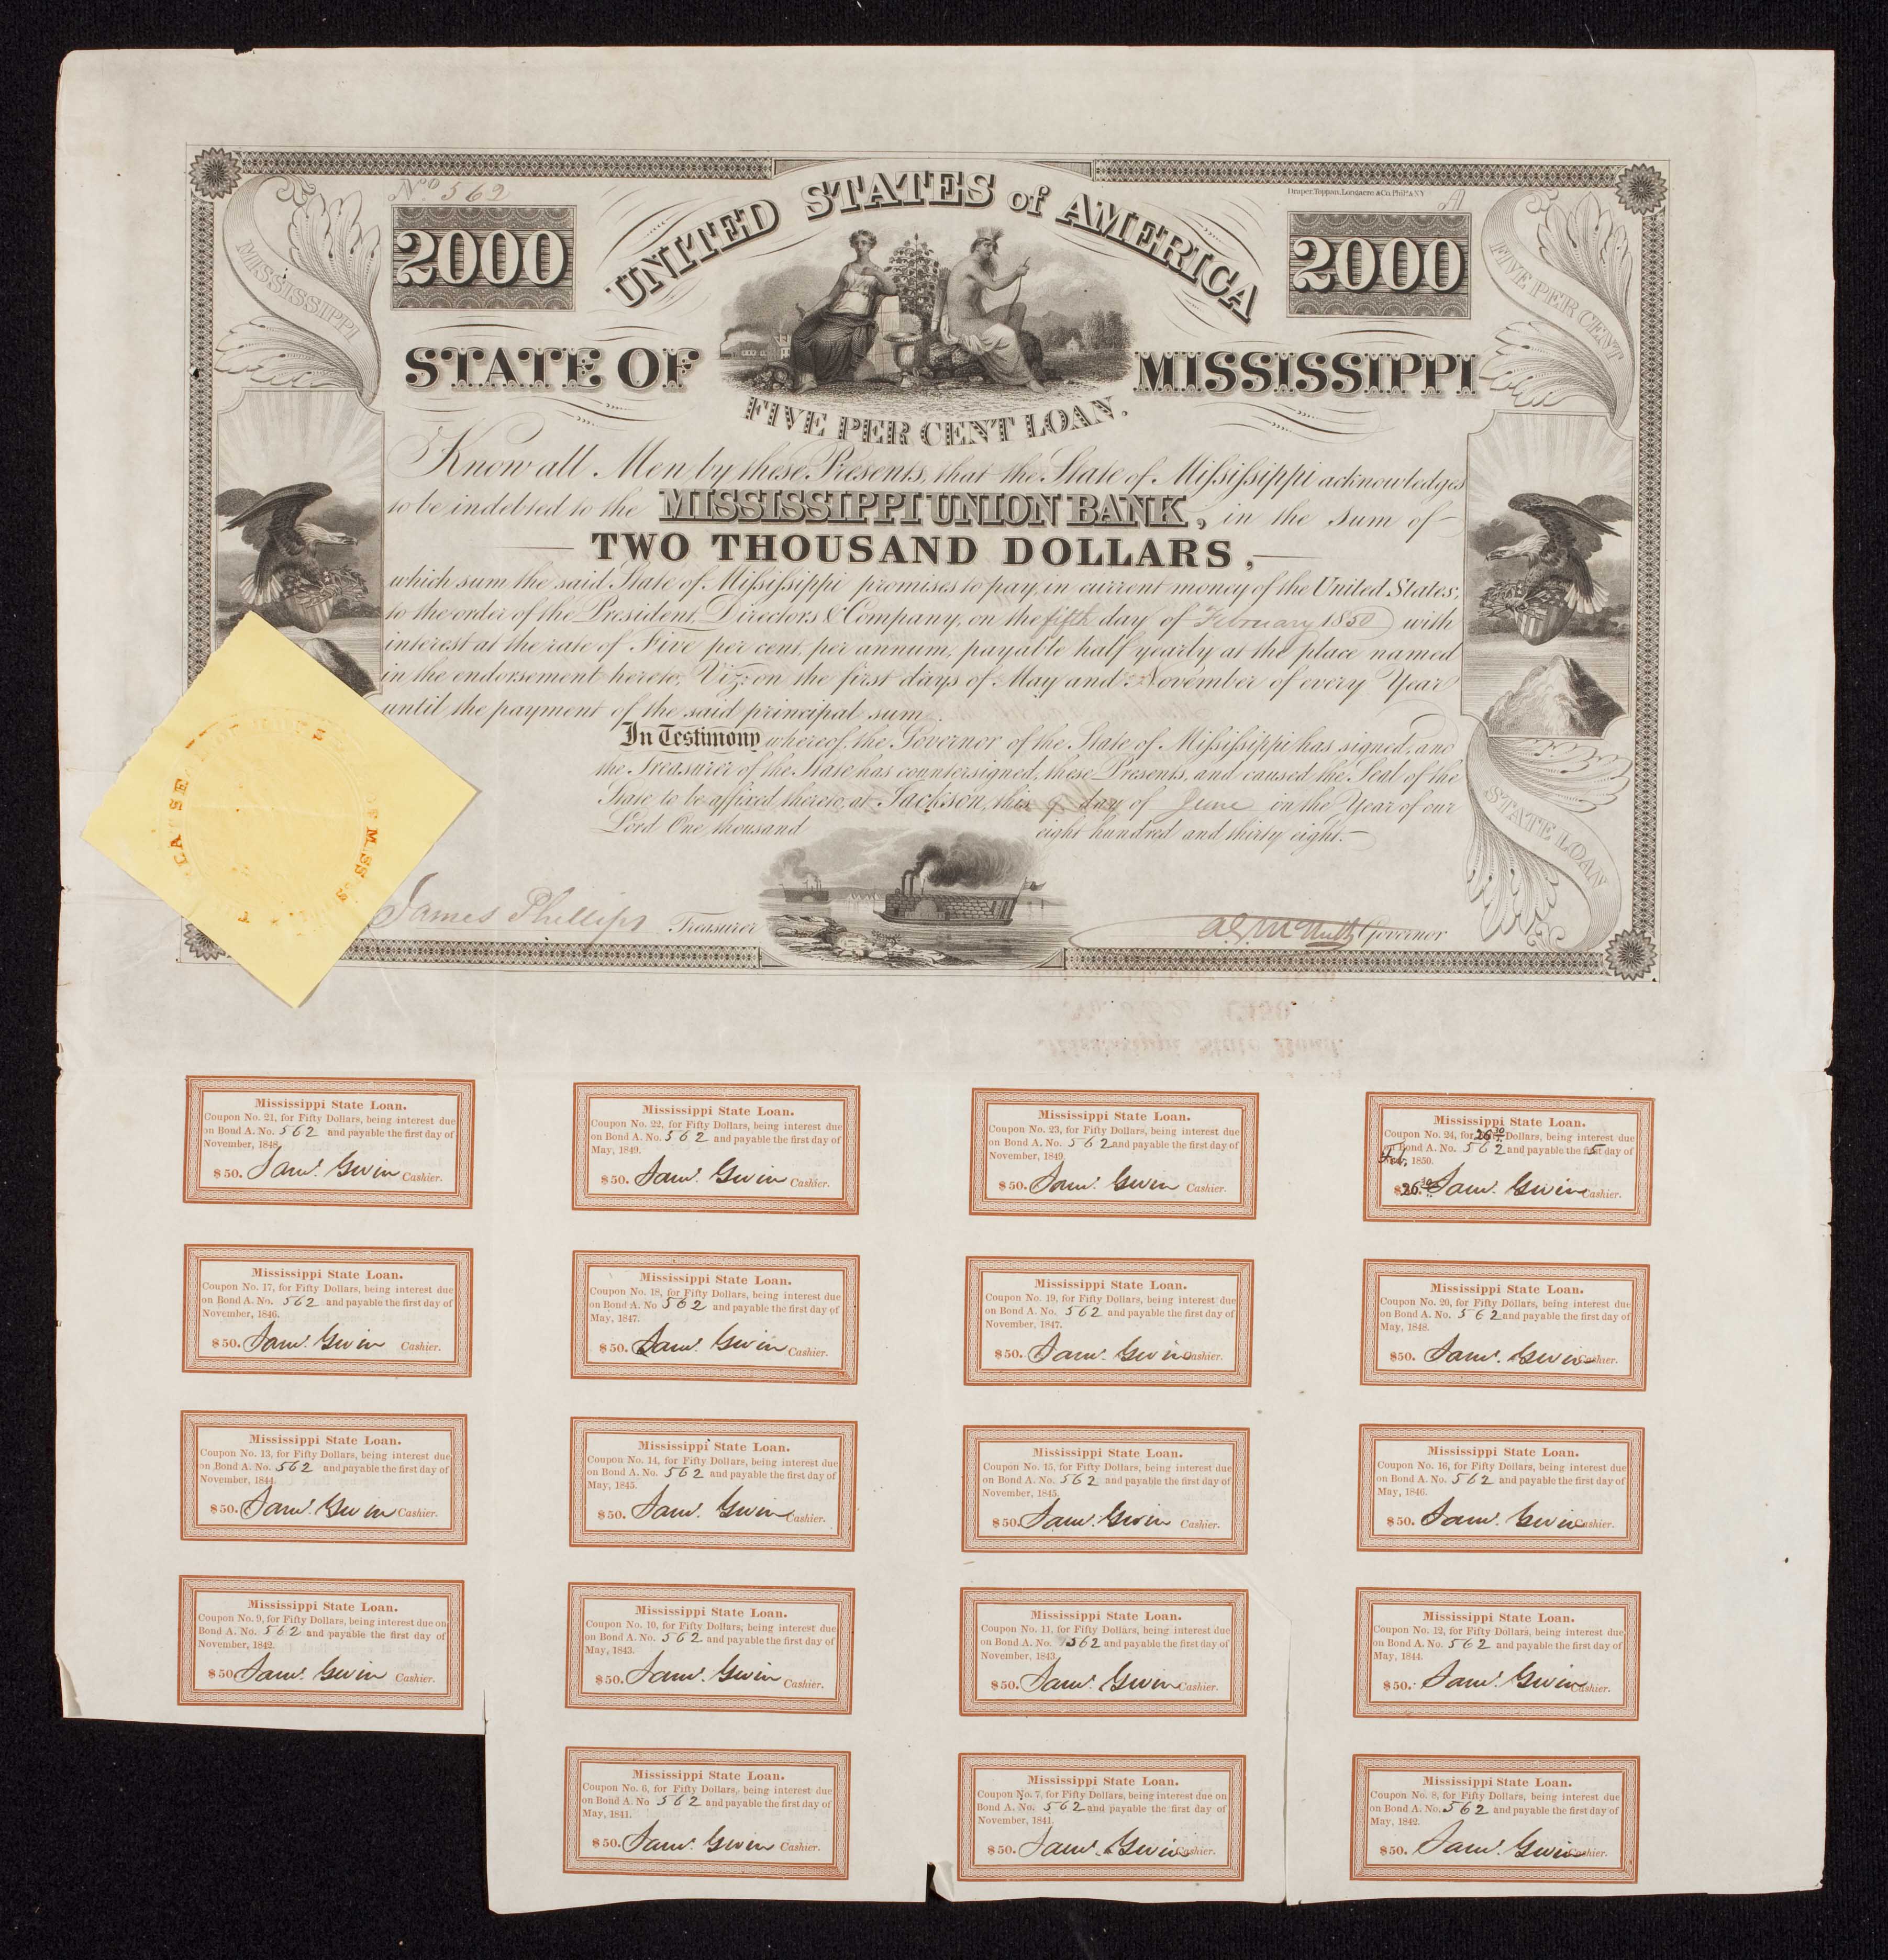 No. 562
Draper, Toppan, Longacre & Co. Phila. & N.Y.
A
MISSISSIPPI
2000
UNITED STATES of AMERICA
2000
FIVE PER CENT
STATE OF MISSISSIPPI
FIVE PER CENT LOAN.
Know all Men by these Presents, that the State of Mississippi acknowledges
to be indebted to the MISSISSIPPI UNION BANK, in the sum of
TWO THOUSAND DOLLARS,
which sum the said State of Mississippi promises to pay, in current money of the United States,
to the order of the President, Directors & Company, on the fifth day of February 1850 with
interest at the rate of Five per cent, per annum, payable half yearly at the place named
in the endorsement hereto, Viz: on the first days of May and November of every Year
until the payment of the said principal sum.
In Testimony whereof, the Governor of the State of Mississippi has signed, and
the Treasurer of the State has countersigned, these Presents, and caused the Seal of the
State to be affixed thereto, at Jackson, this day of June in the Year of our
Lord One thousand eight hundred and thirty eight.
STATE LOAN
James Phillips Treasurer
A G McNutt Governor
Mississippi State Loan.
Coupon No. 21, for Fifty Dollars, being interest due
on Bond A. No. 562 and payable the first day of
November, 1848.
$50. Saml. Gwin Cashier.
Mississippi State Loan.
Coupon No. 22, for Fifty Dollars, being interest due
on Bond A. No. 562 and payable the first day of
May, 1849.
$50. Saml. Gwin Cashier.
Mississippi State Loan.
Coupon No. 23, for Fifty Dollars, being interest due
on Bond A. No. 562 and payable the first day of
November, 1849.
$50. Saml. Gwin Cashier.
Mississippi State Loan.
Coupon No. 24, for 26 Dollars, being interest due
on Bond A. No. 562 and payable the 5 day of
Feb. 1850.
26 Saml. Gwin Cashier.
Mississippi State Loan.
Coupon No. 17, for Fifty Dollars, being interest due
on Bond A. No. 562 and payable the first day of
November, 1846.
$50. Saml. Gwin Cashier.
Mississippi State Loan.
Coupon No. 18, for Fifty Dollars, being interest due
on Bond A. No 562 and payable the first day of
May, 1847.
$50. Saml. Gwin Cashier.
Mississippi State Loan.
Coupon No. 19, for Fifty Dollars, being interest due
on Bond A. No. 562 and payable the first day of
November, 1847.
$50. Saml. Gwin Cashier.
Mississippi State Loan.
Coupon No. 20, for Fifty Dollars, being interest due
on Bond A. No. 562 and payable the first day of
May, 1848.
$50. Saml. Gwin Cashier.
Mississippi State Loan.
Coupon No. 13, for Fifty Dollars, being interest due
on Bond A. No. 562 and payable the first day of
November, 1844.
$50. Saml. Gwin Cashier.
Mississippi State Loan.
Coupon No. 14, for Fifty Dollars, being interest due
on Bond A. No. 562 and payable the first day of
May, 1845.
$50. Saml. Gwin Cashier.
Mississippi State Loan.
Coupon No. 15, for Fifty Dollars, being interest due
on Bond A. No. 562 and payable the first day of
November, 1845.
$50. Saml. Gwin Cashier.
Mississippi State Loan.
Coupon No. 16, for Fifty Dollars, being interest due
on Bond A. No. 562 and payable the first day of
May, 1846.
$50. Saml. Gwin Cashier.
Mississippi State Loan.
Coupon No. 9, for Fifty Dollars, being interest due on
Bond A. No. 562 and payable the first day of
November, 1842.
$50 Saml. Gwin Cashier.
Mississippi State Loan.
Coupon No. 10, for Fifty Dollars, being interest due
on Bond A. No. 562 and payable the first day of
May, 1843.
$50. Saml. Gwin Cashier.
Mississippi State Loan.
Coupon No. 11, for Fifty Dollars, being interest due
on Bond A. No. 562 and payable the first day of
November, 1843.
$50. Saml. Gwin Cashier.
Mississippi State Loan.
Coupon No. 12, for Fifty Dollars, being interest due
on Bond A. No. 562 and payable the first day of
May, 1844.
$50. Saml. Gwin Cashier.
Mississippi State Loan.
Coupon No. 6, for Fifty Dollars, being interest due
on Bond A. No 562 and payable the first day of
May, 1841.
$50. Saml. Gwin Cashier.
Mississippi State Loan.
Coupon No. 7, for Fifty Dollars, being interest due on
Bond A. No. 562 and payable the first day of
November, 1841.
$50. Saml. Gwin Cashier.
Mississippi State Loan.
Coupon No. 8, for Fifty Dollars, being interest due
on Bond A. No. 562 and payable the first day of
May, 1842.
$50. Saml. Gwin Cashier.